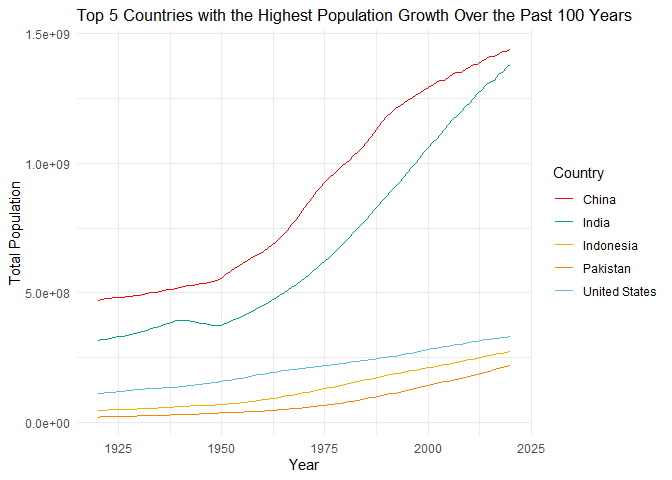 Top 5 Countries with the Highest Population Growth Over the Past 100 Years
1.5e+09
1.0e+09
5.0e+08
0.0e+00
Total Population
1925
1950
1975
2000
2025
Year
Country
China
India
Indonesia
Pakistan
United States